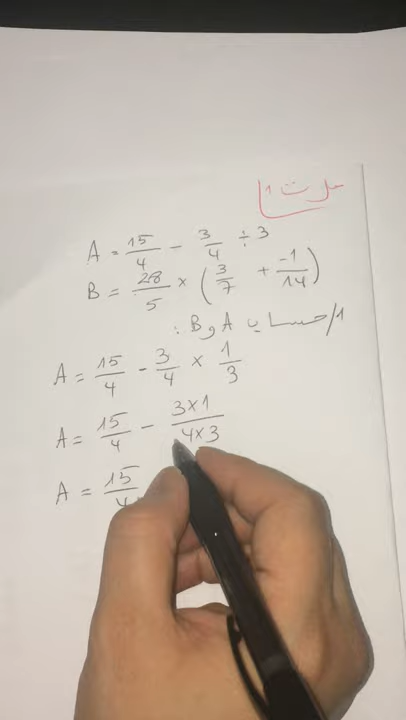 حل ت 1
A = 15/4 - 3/4 ÷ 3
B = 28/5 × (3/7 + -1/14)
1/ حساب A و B :
A = 15/4 - 3/4 × 1/3
A = 15/4 - 3×1/4×3
A = 15/4